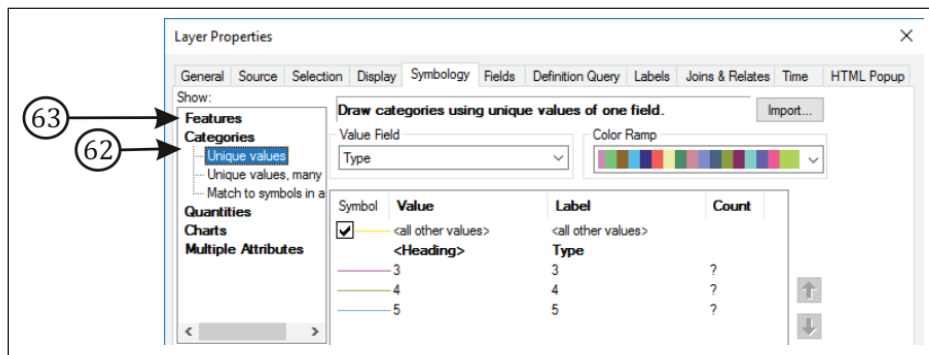 Layer Properties
General Source Selection Display Symbology Fields Definition Query Labels Joins & Relates Time HTML Popup
Show:
63
Features
62
Categories
Unique values
Unique values, many
Match to symbols in a
Quantities
Charts
Multiple Attributes
Draw categories using unique values of one field.
Import...
Value Field
Type
Color Ramp
Symbol Value Label Count
<all other values> <all other values>
<Heading> Type
3 3 ?
4 4 ?
5 5 ?